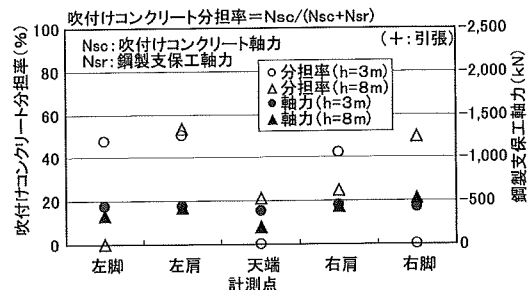 吹付けコンクリート分担率=Nsc/(Nsc+Nsr)
Nsc:吹付けコンクリート軸力
Nsr:鋼製支保工軸力
(+:引張)
○ 分担率(h=3m)
△ 分担率(h=8m)
● 軸力(h=3m)
▲ 軸力(h=8m)
吹付けコンクリート分担率(%)
100
80
60
40
20
0
鋼製支保工軸力(kN)
-2,500
-2,000
-1,500
-1,000
-500
0
左脚 左肩 天端 右肩 右脚
計測点